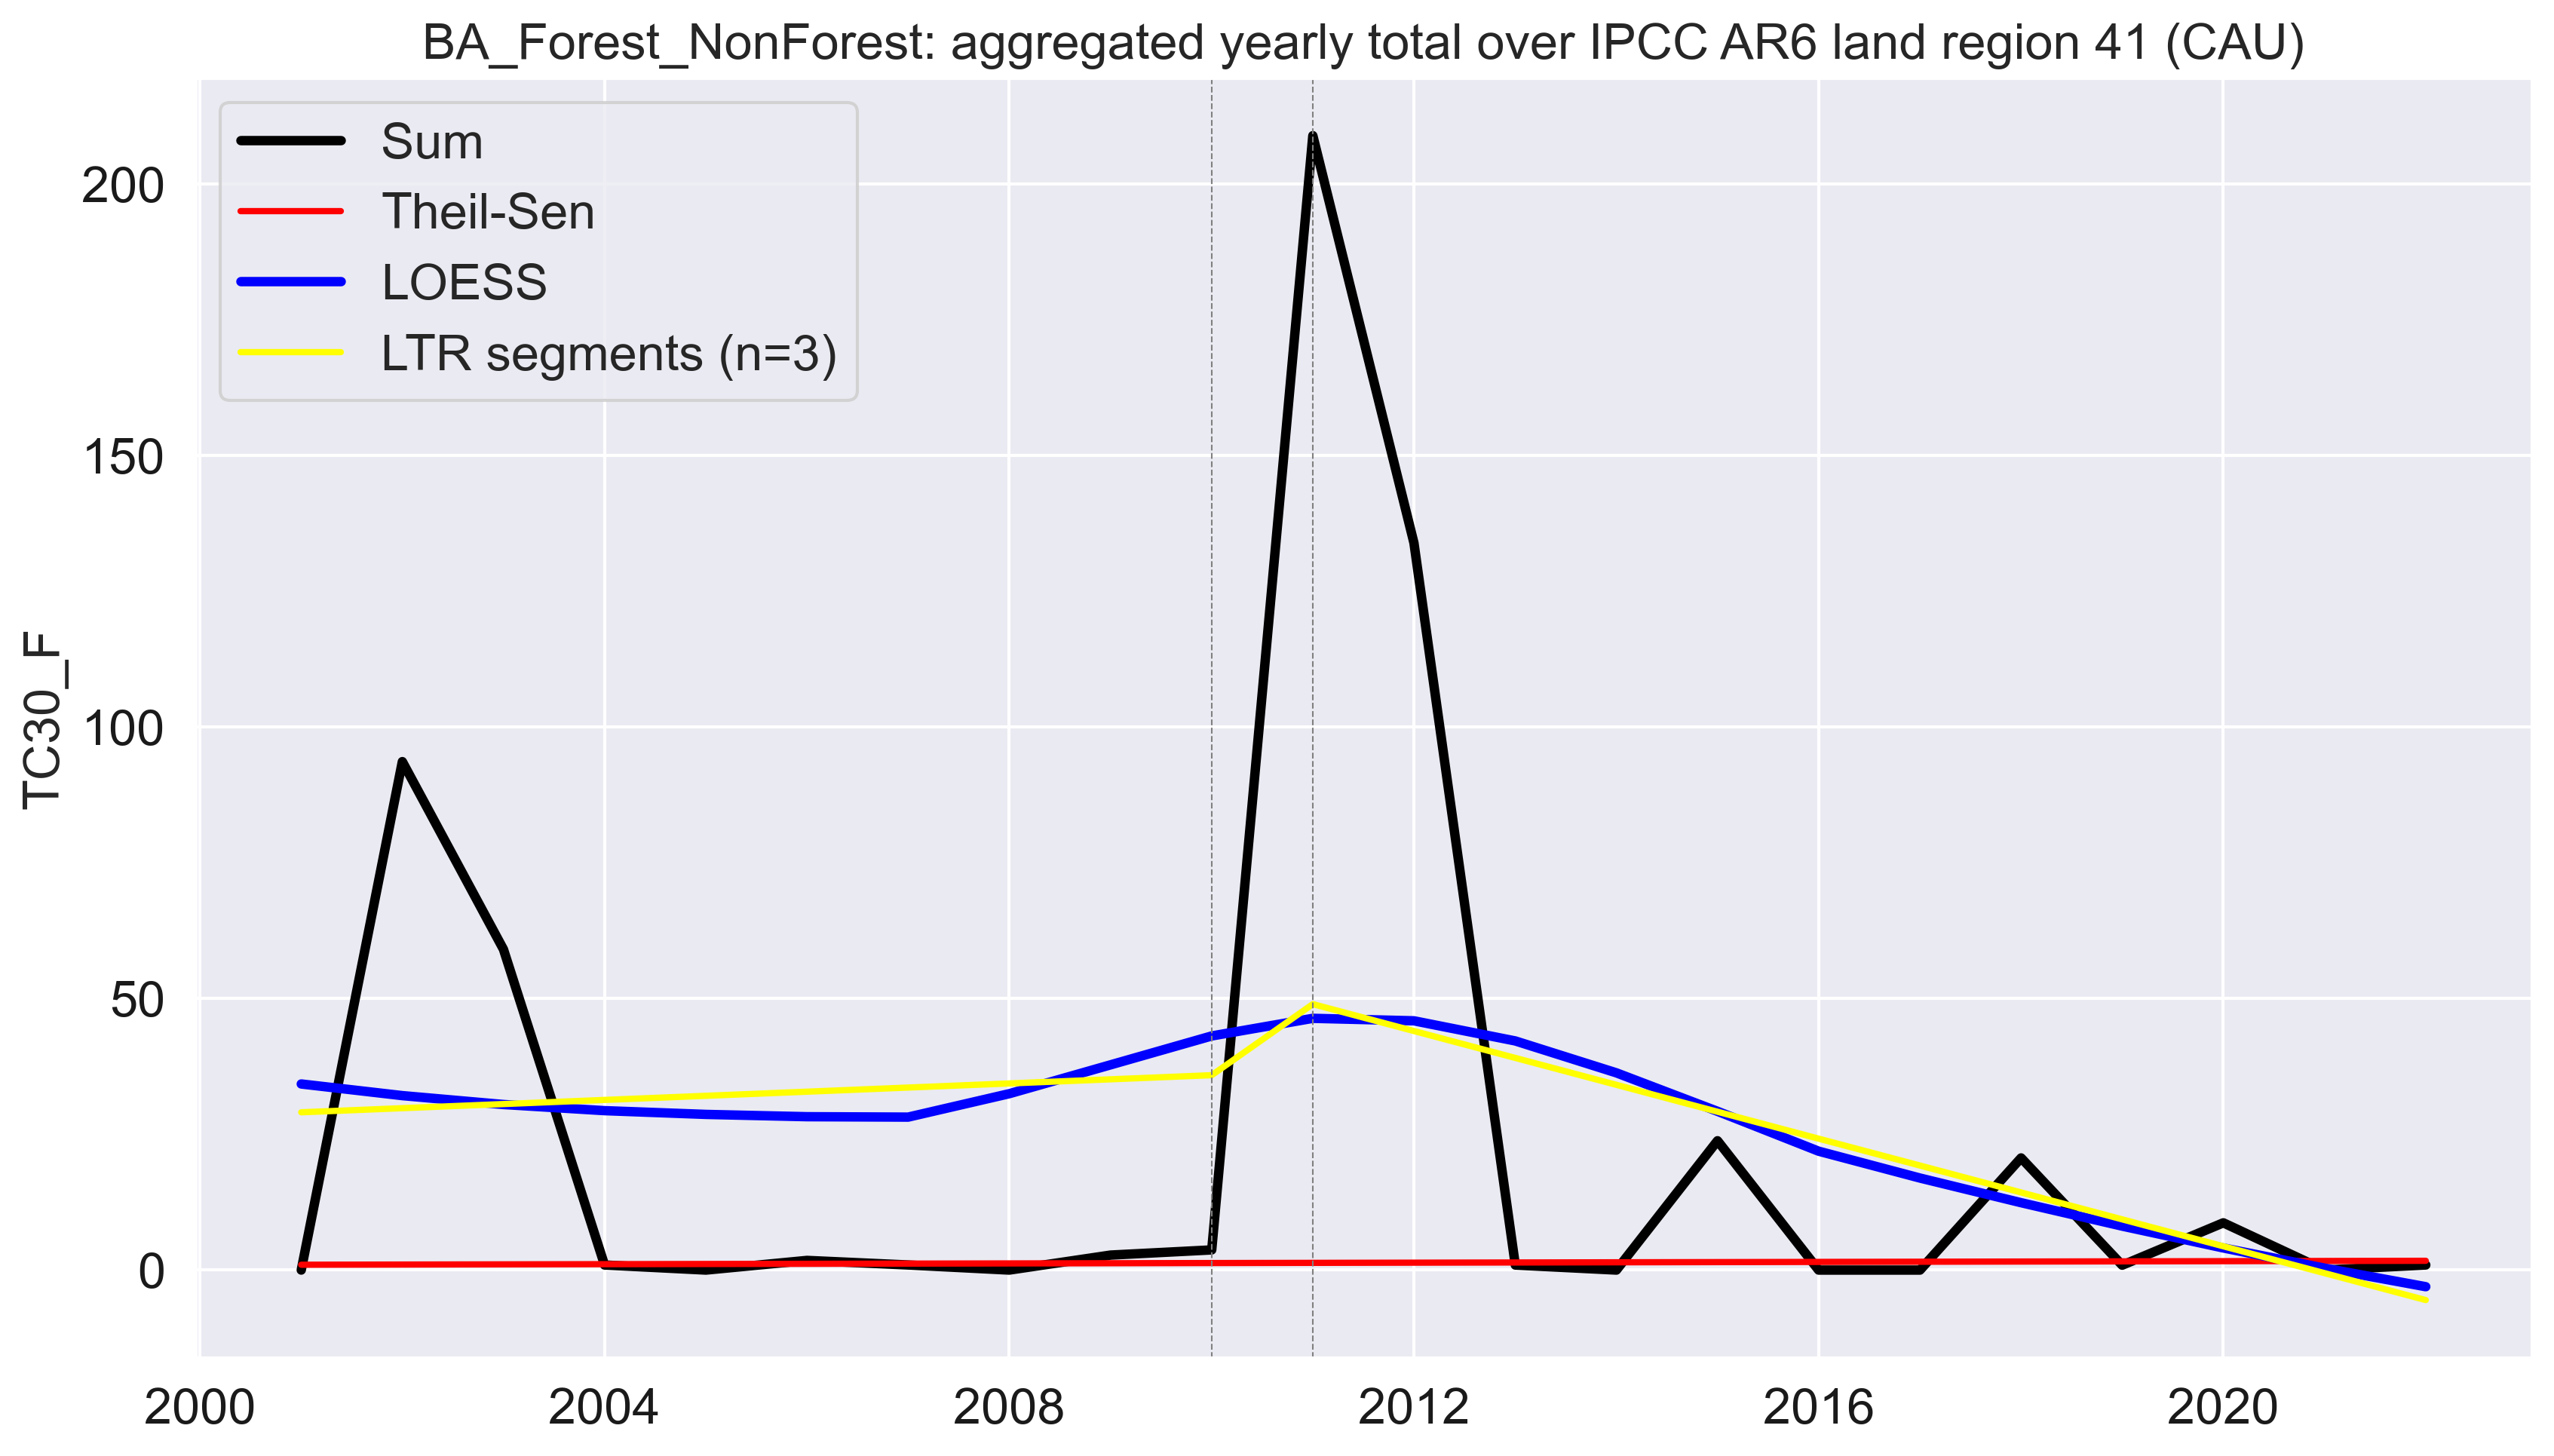 BA_Forest_NonForest: aggregated yearly total over IPCC AR6 land region 41 (CAU)
Sum
Theil-Sen
LOESS
LTR segments (n=3)
TC30_F
200
150
100
50
0
2000 2004 2008 2012 2016 2020